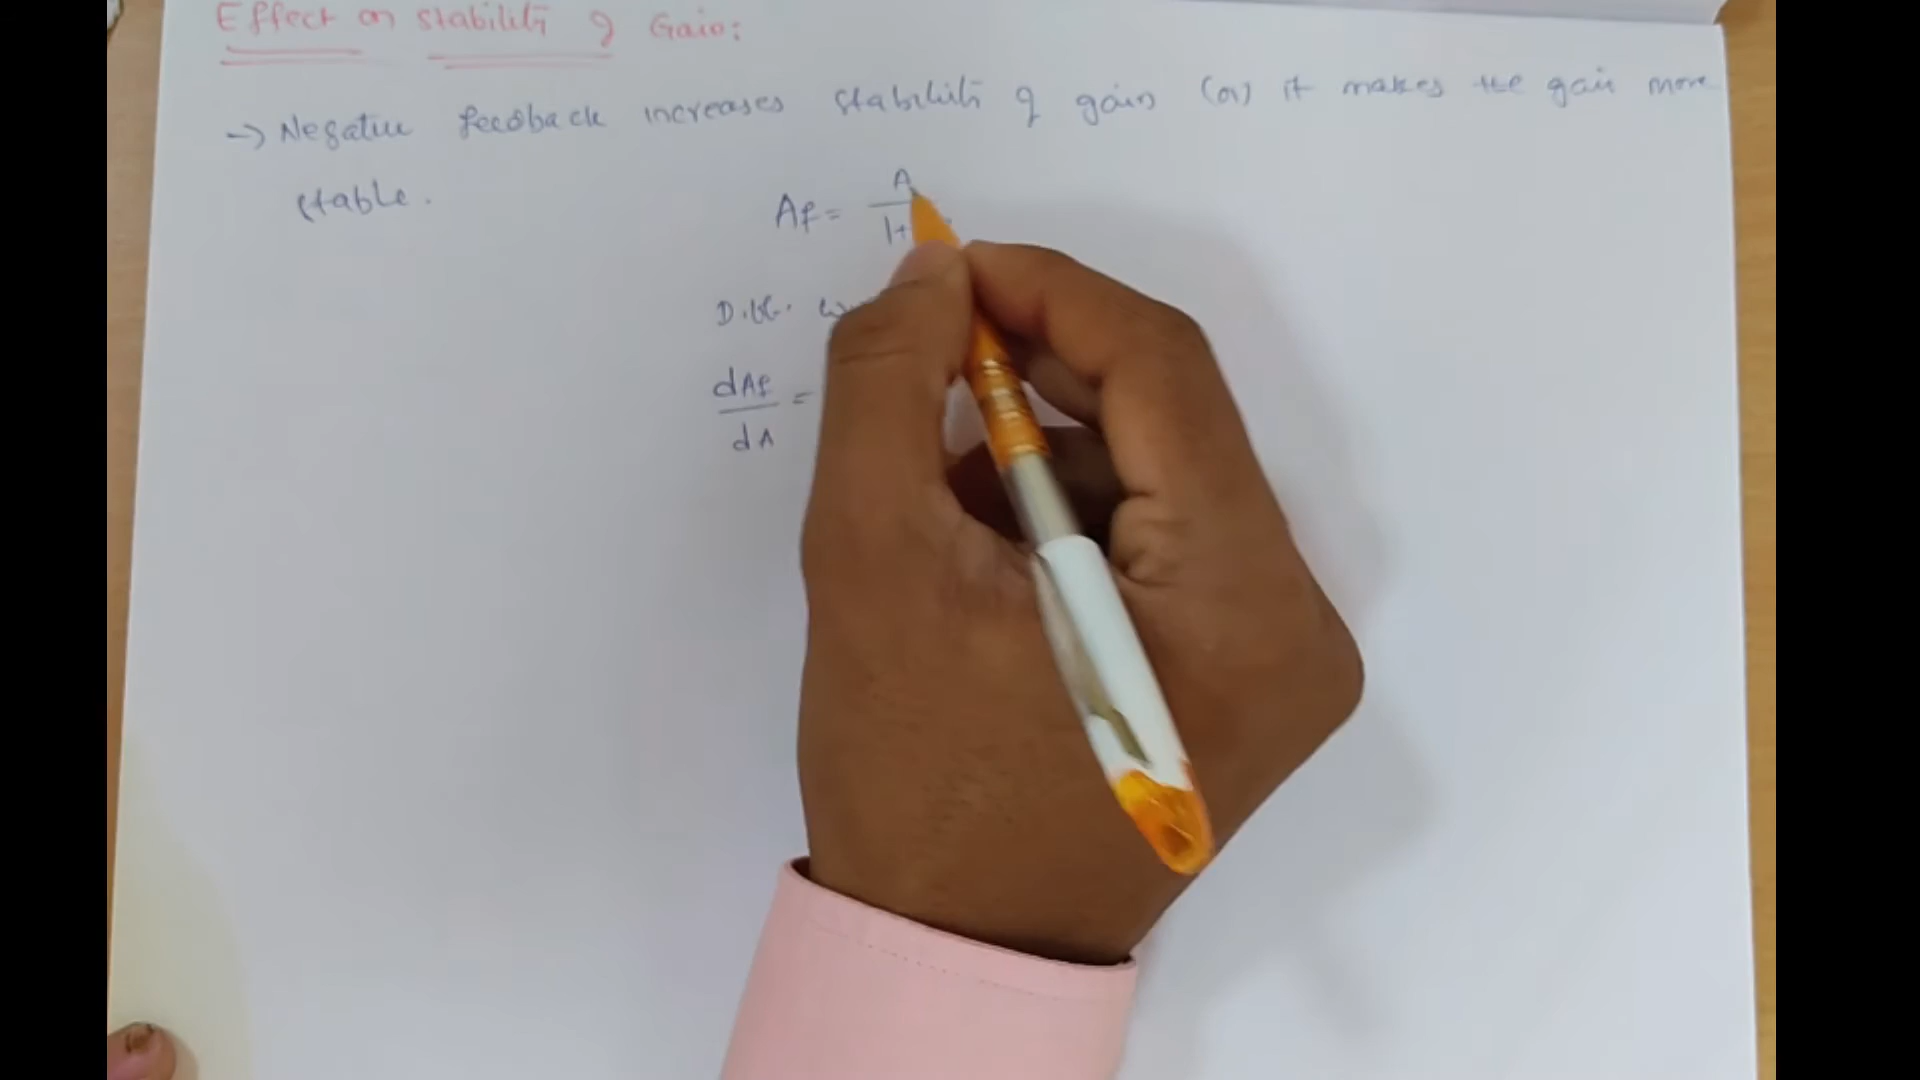 Effect on stability of Gain:
→ Negative feedback increases stability of gain (or) it makes the gain more
stable.
Af = A
1+
Diff.
dAf
dA =